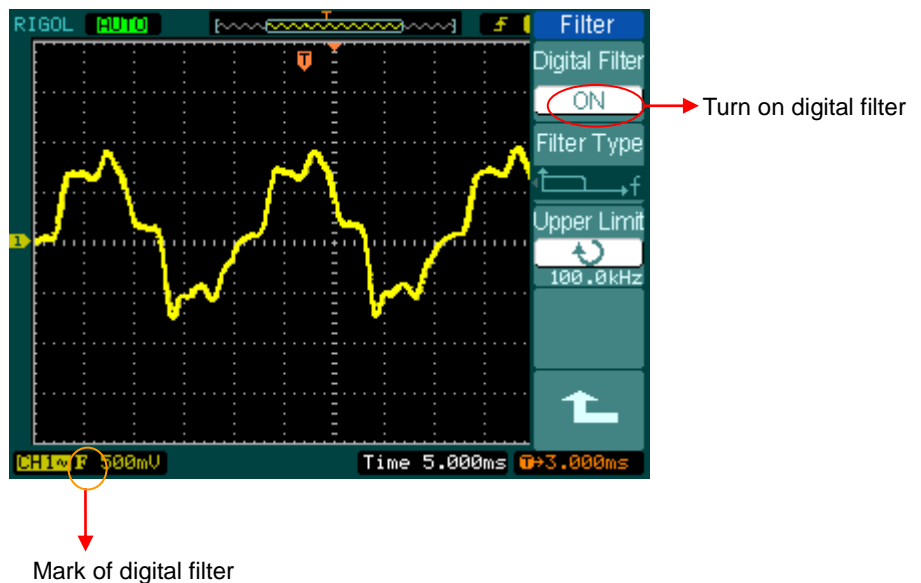 RIGOL AUTO T Filter
T
Digital Filter
ON
Turn on digital filter
Filter Type
f
Upper Limit
100.0kHz
1
CH1~ F 500mV Time 5.000ms T→3.000ms
Mark of digital filter